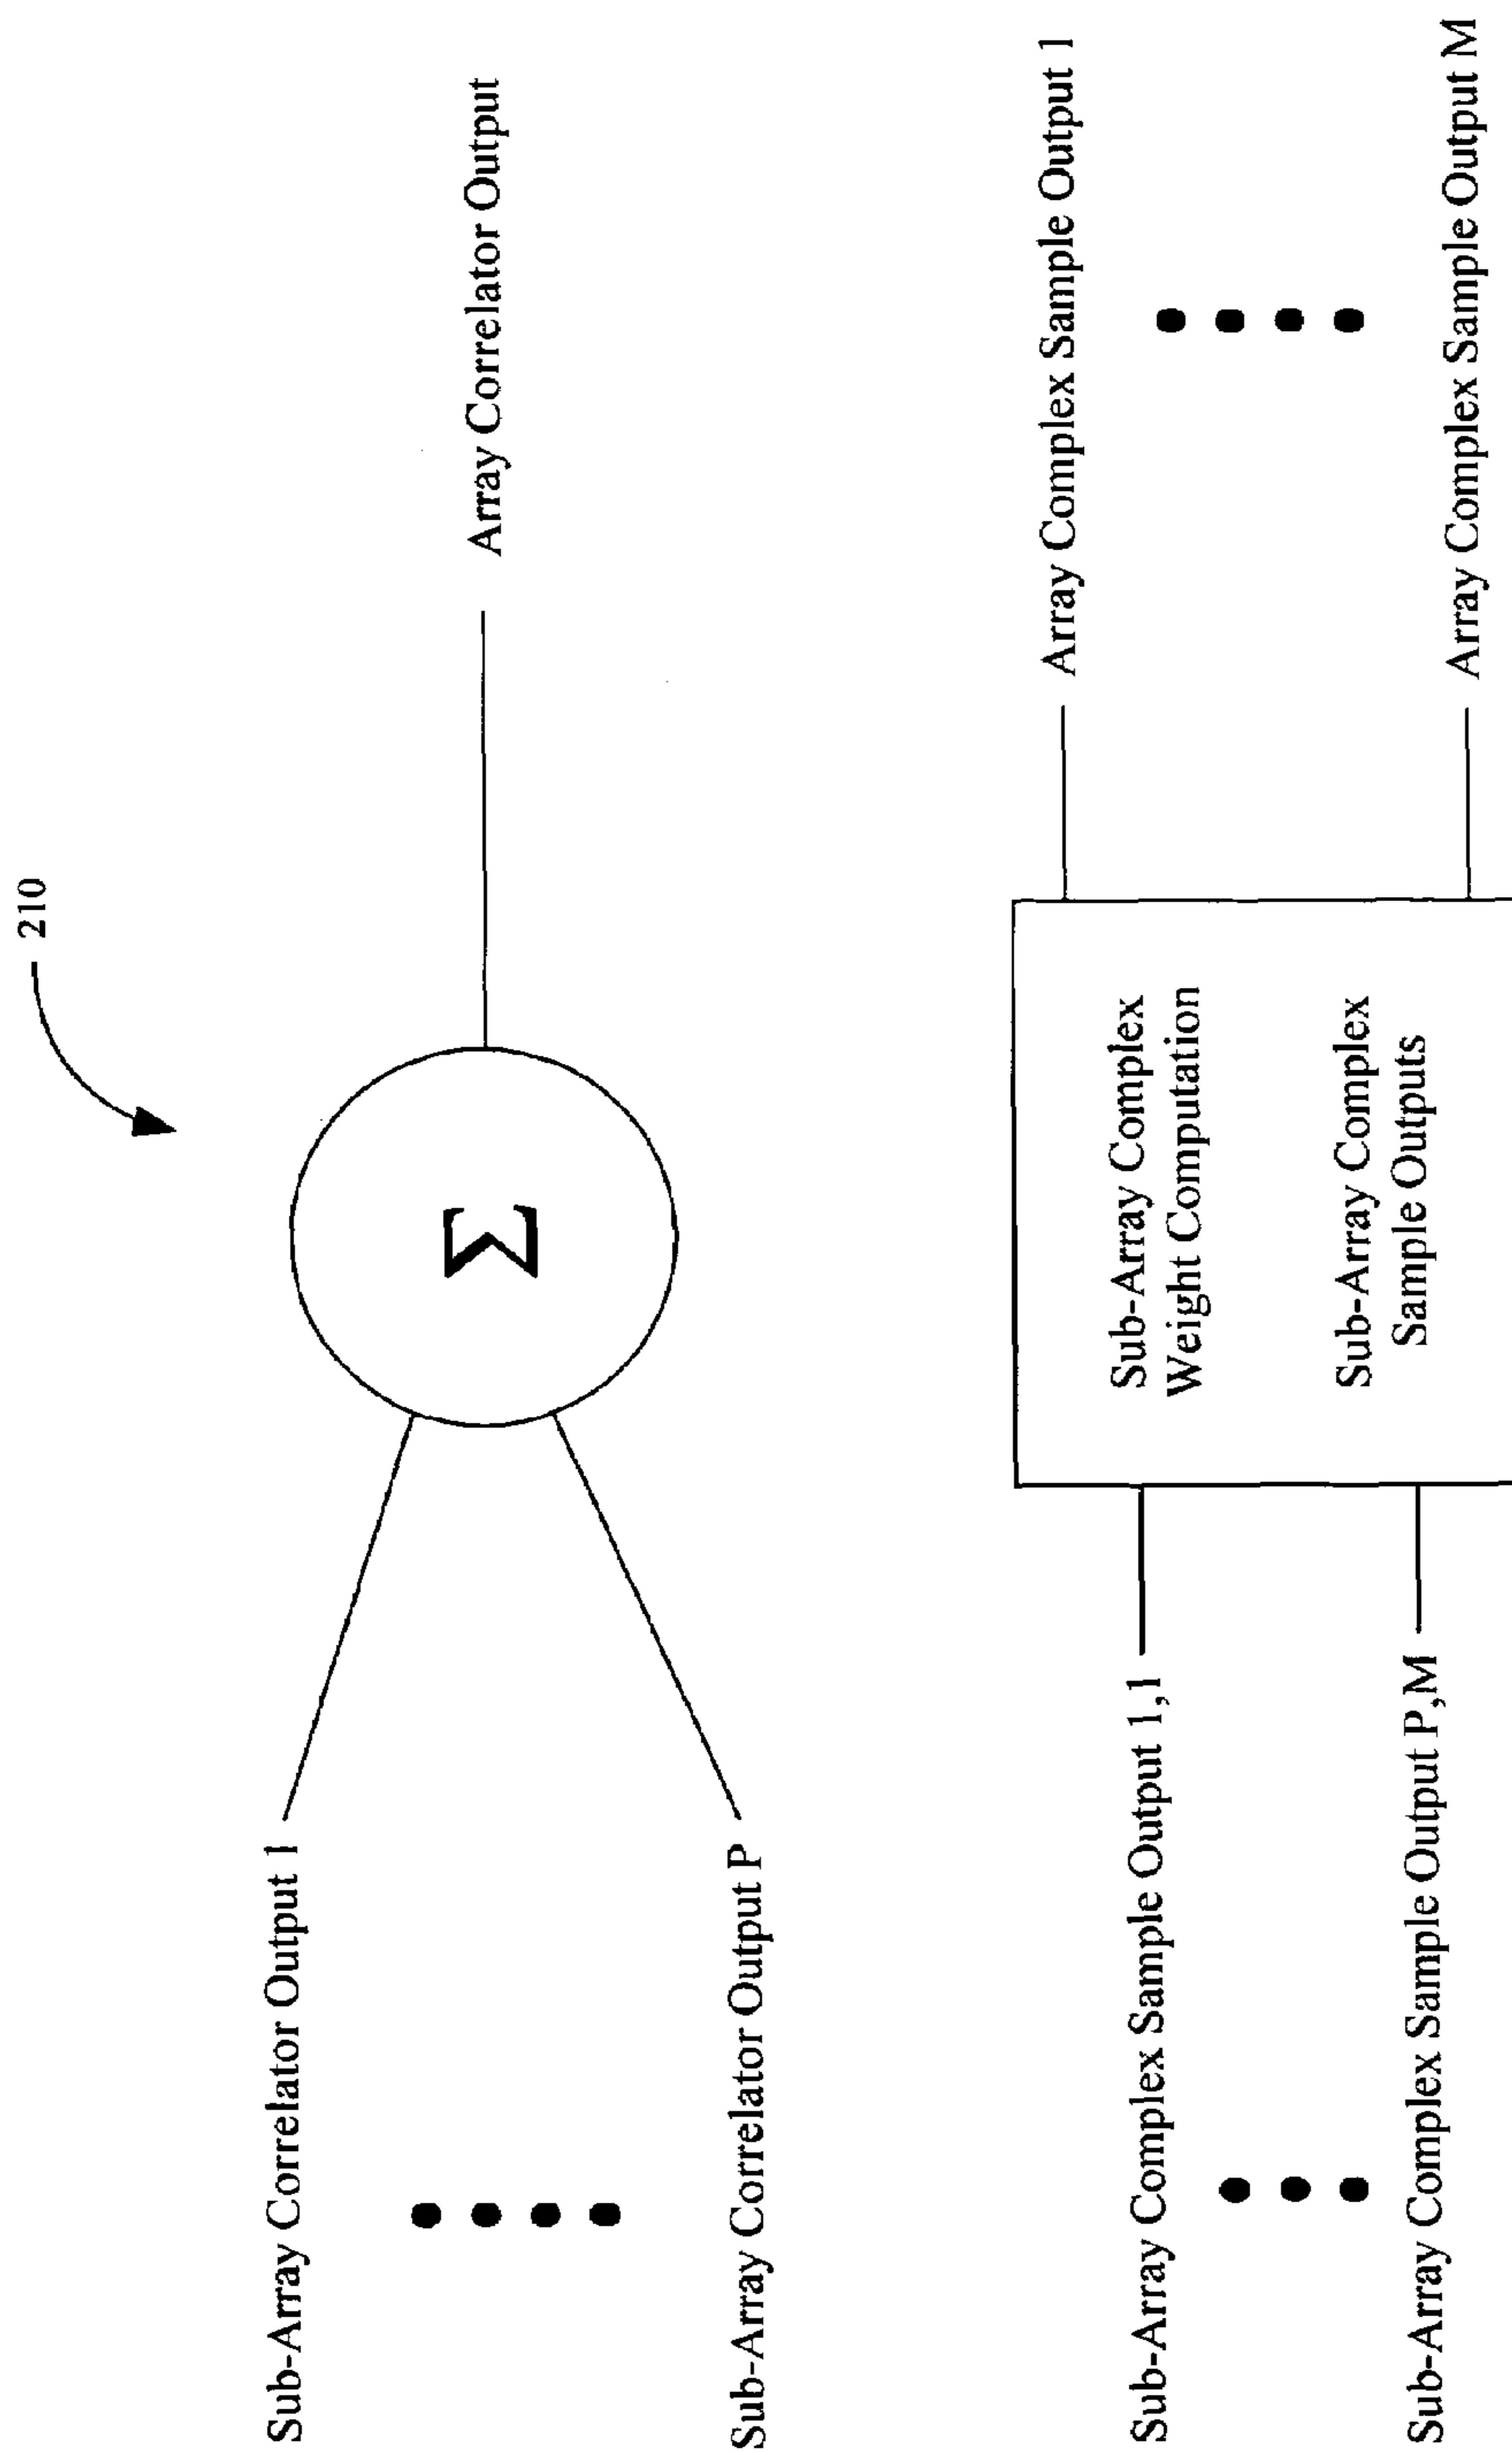 210
Sub-Array Correlator Output 1
Σ
Array Correlator Output
Sub-Array Correlator Output P
Sub-Array Complex Sample Output 1,1
Sub-Array Complex Sample Output P,M
Sub-Array Complex
Weight Computation
Sub-Array Complex
Sample Outputs
Array Complex Sample Output 1
Array Complex Sample Output M